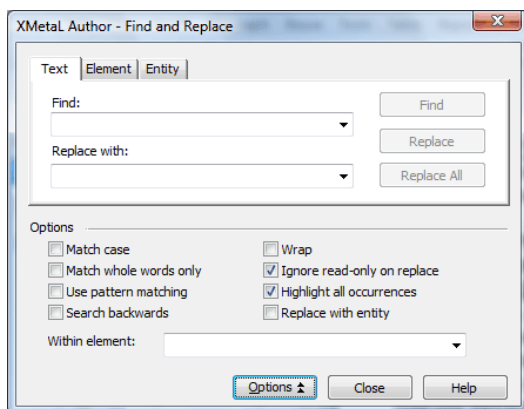 XMetaL Author - Find and Replace
Text Element Entity
Find:
Find
Replace with:
Replace
Replace All
Options
Match case
Wrap
Match whole words only
Ignore read-only on replace
Use pattern matching
Highlight all occurrences
Search backwards
Replace with entity
Within element:
Options Close Help